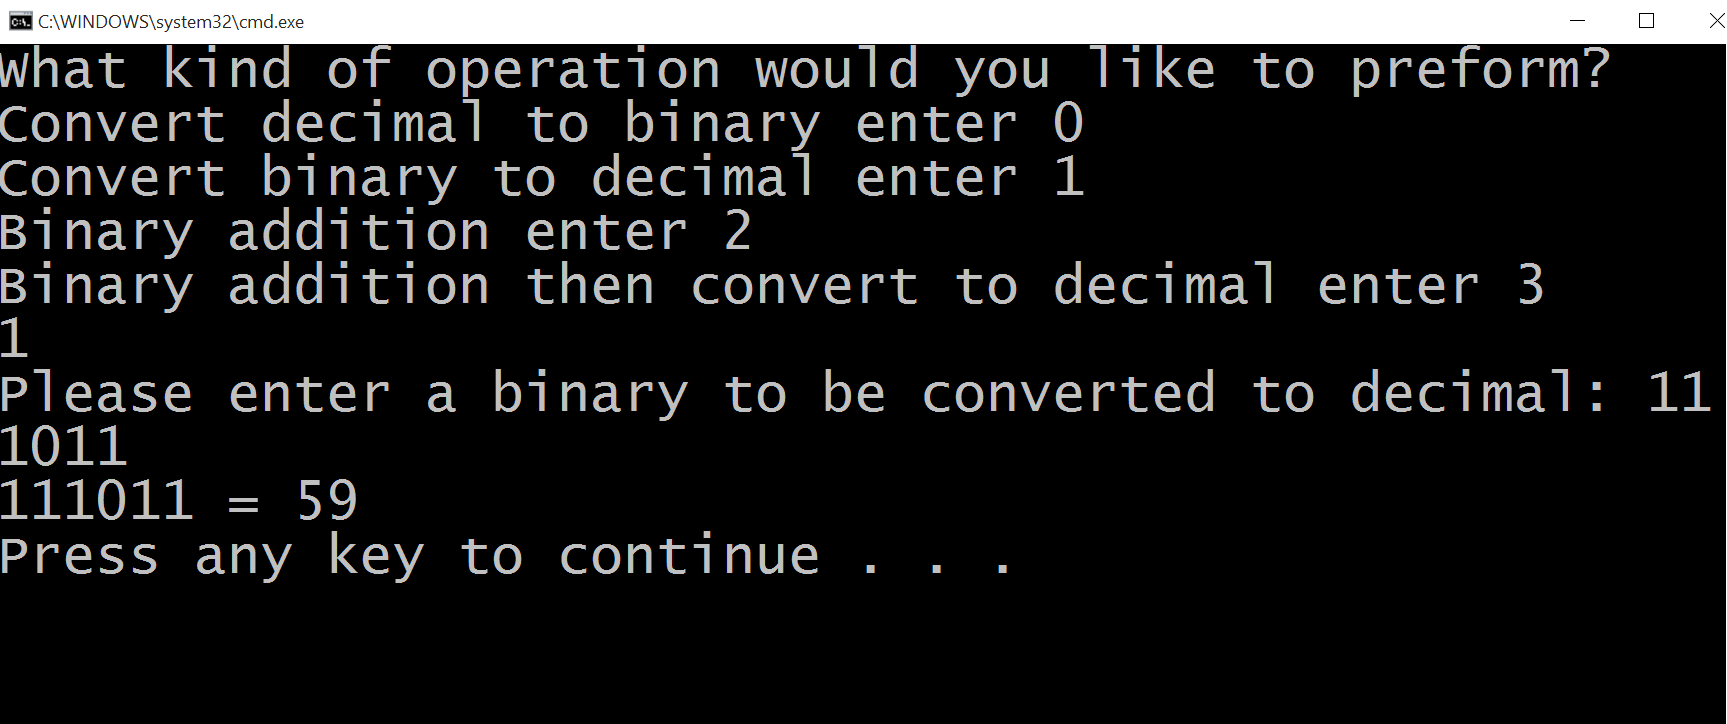 C:\WINDOWS\system32\cmd.exe
What kind of operation would you like to preform?
Convert decimal to binary enter 0
Convert binary to decimal enter 1
Binary addition enter 2
Binary addition then convert to decimal enter 3
1
Please enter a binary to be converted to decimal: 11
1011
111011 = 59
Press any key to continue . . .